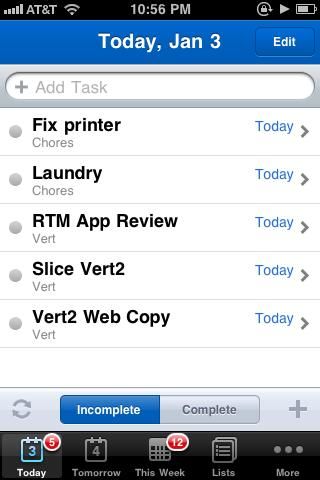 AT&T 10:56 PM
Today, Jan 3 Edit
Add Task
Fix printer Today
Chores
Laundry Today
Chores
RTM App Review Today
Vert
Slice Vert2 Today
Vert
Vert2 Web Copy Today
Vert
Incomplete Complete
3 5 4 12
Today Tomorrow This Week Lists More